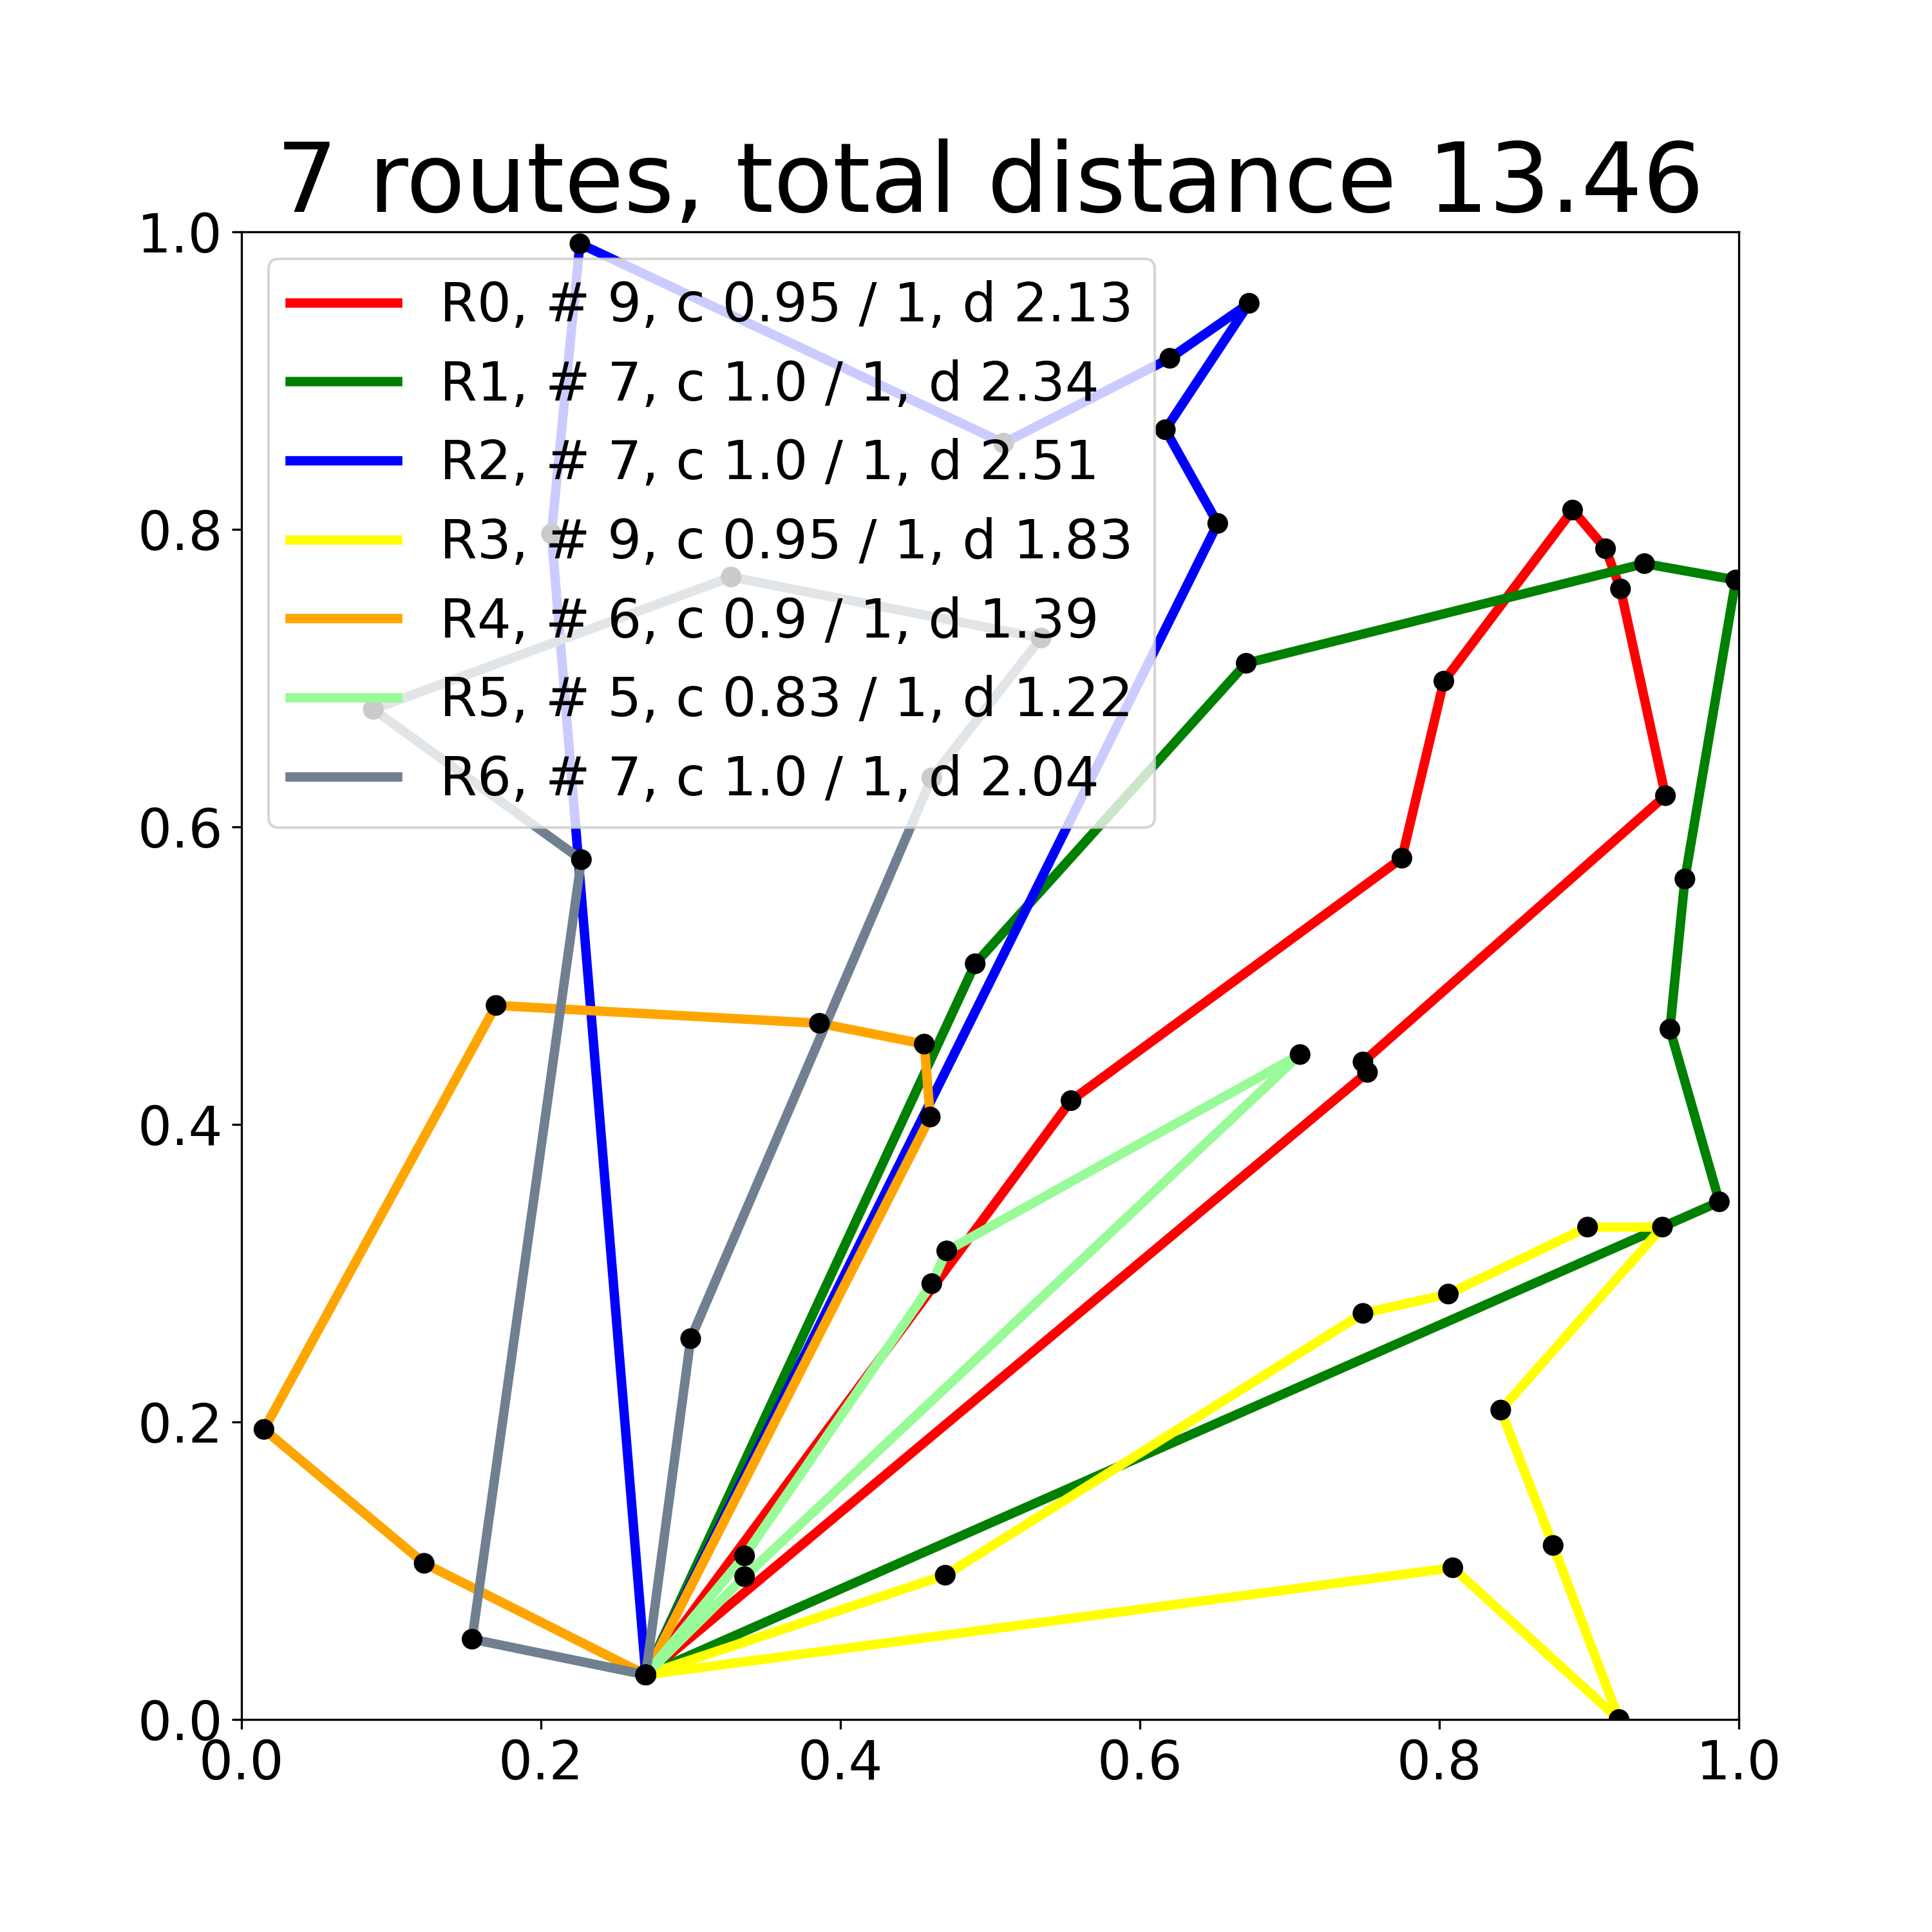 7 routes, total distance 13.46
1.0
R0, # 9, c 0.95 / 1, d 2.13
R1, # 7, c 1.0 / 1, d 2.34
R2, # 7, c 1.0 / 1, d 2.51
0.8
R3, # 9, c 0.95 / 1, d 1.83
R4, # 6, c 0.9 / 1, d 1.39
R5, # 5, c 0.83 / 1, d 1.22
R6, # 7, c 1.0 / 1, d 2.04
0.6
0.4
0.2
0.0
0.0 0.2 0.4 0.6 0.8 1.0